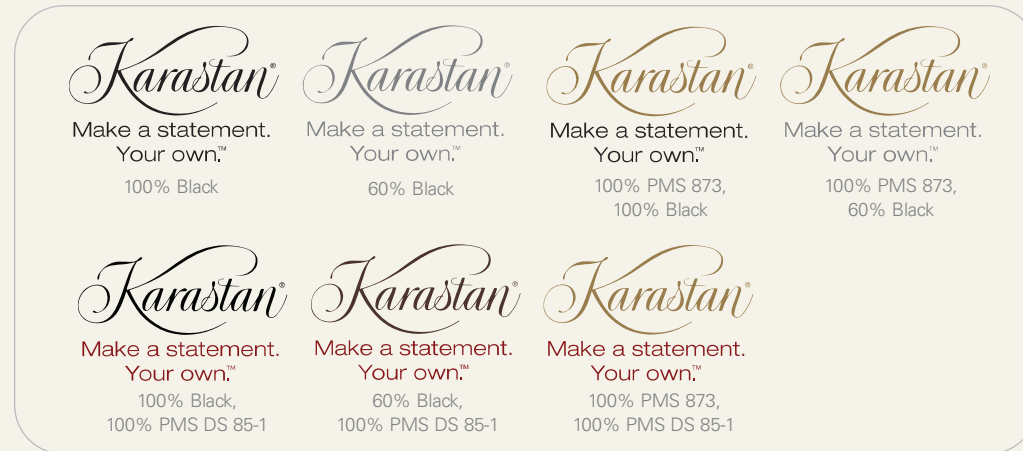 Karastan®
Make a statement.
Your own.™
100% Black
Karastan®
Make a statement.
Your own.™
60% Black
Karastan®
Make a statement.
Your own.™
100% PMS 873,
100% Black
Karastan®
Make a statement.
Your own.™
100% PMS 873,
60% Black
Karastan®
Make a statement.
Your own.™
100% Black,
100% PMS DS 85-1
Karastan®
Make a statement.
Your own.™
60% Black,
100% PMS DS 85-1
Karastan®
Make a statement.
Your own.™
100% PMS 873,
100% PMS DS 85-1